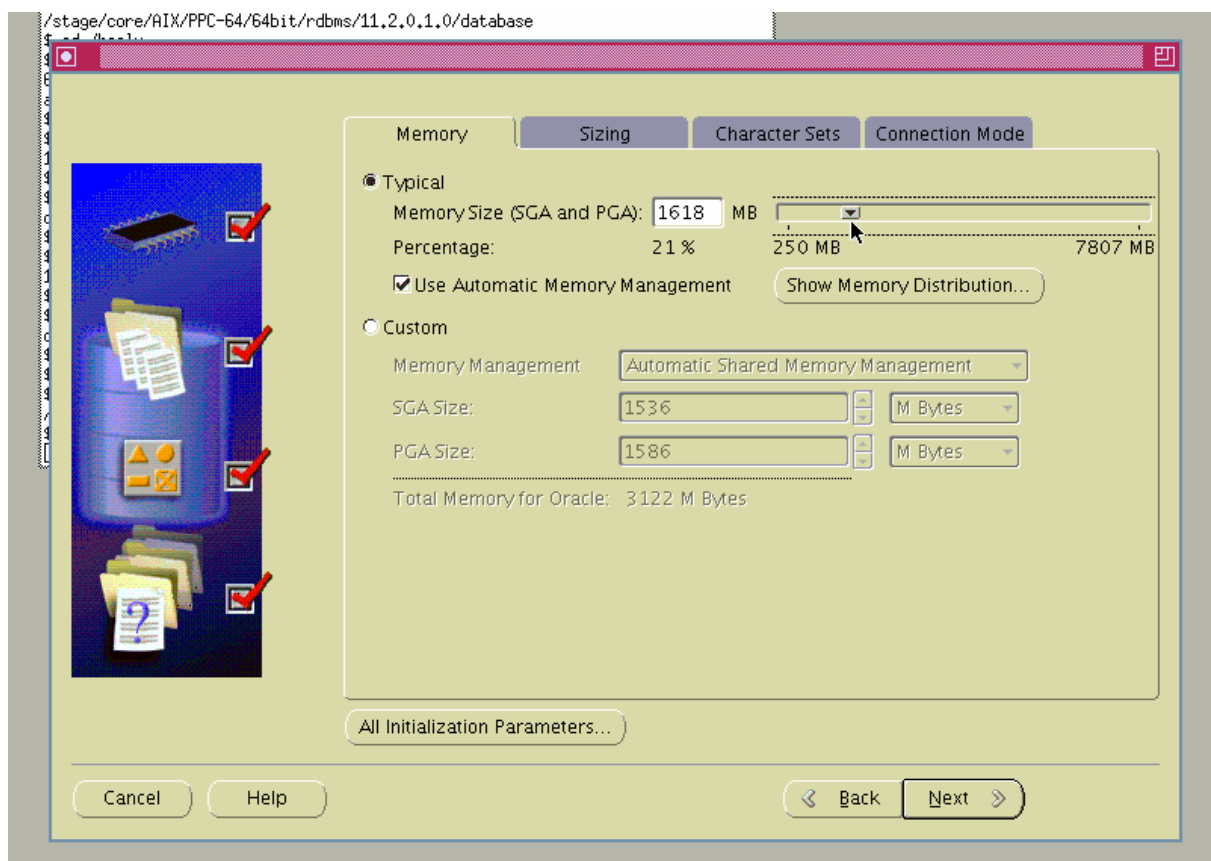 /stage/core/AIX/PPC-64/64bit/rdbms/11.2.0.1.0/database
Memory Sizing Character Sets Connection Mode
Typical
Memory Size (SGA and PGA): 1618 MB
Percentage: 21 % 250 MB 7807 MB
Use Automatic Memory Management Show Memory Distribution...
Custom
Memory Management Automatic Shared Memory Management
SGA Size: 1536 M Bytes
PGA Size: 1586 M Bytes
Total Memory for Oracle: 3122 M Bytes
?
All Initialization Parameters...
Cancel Help Back Next